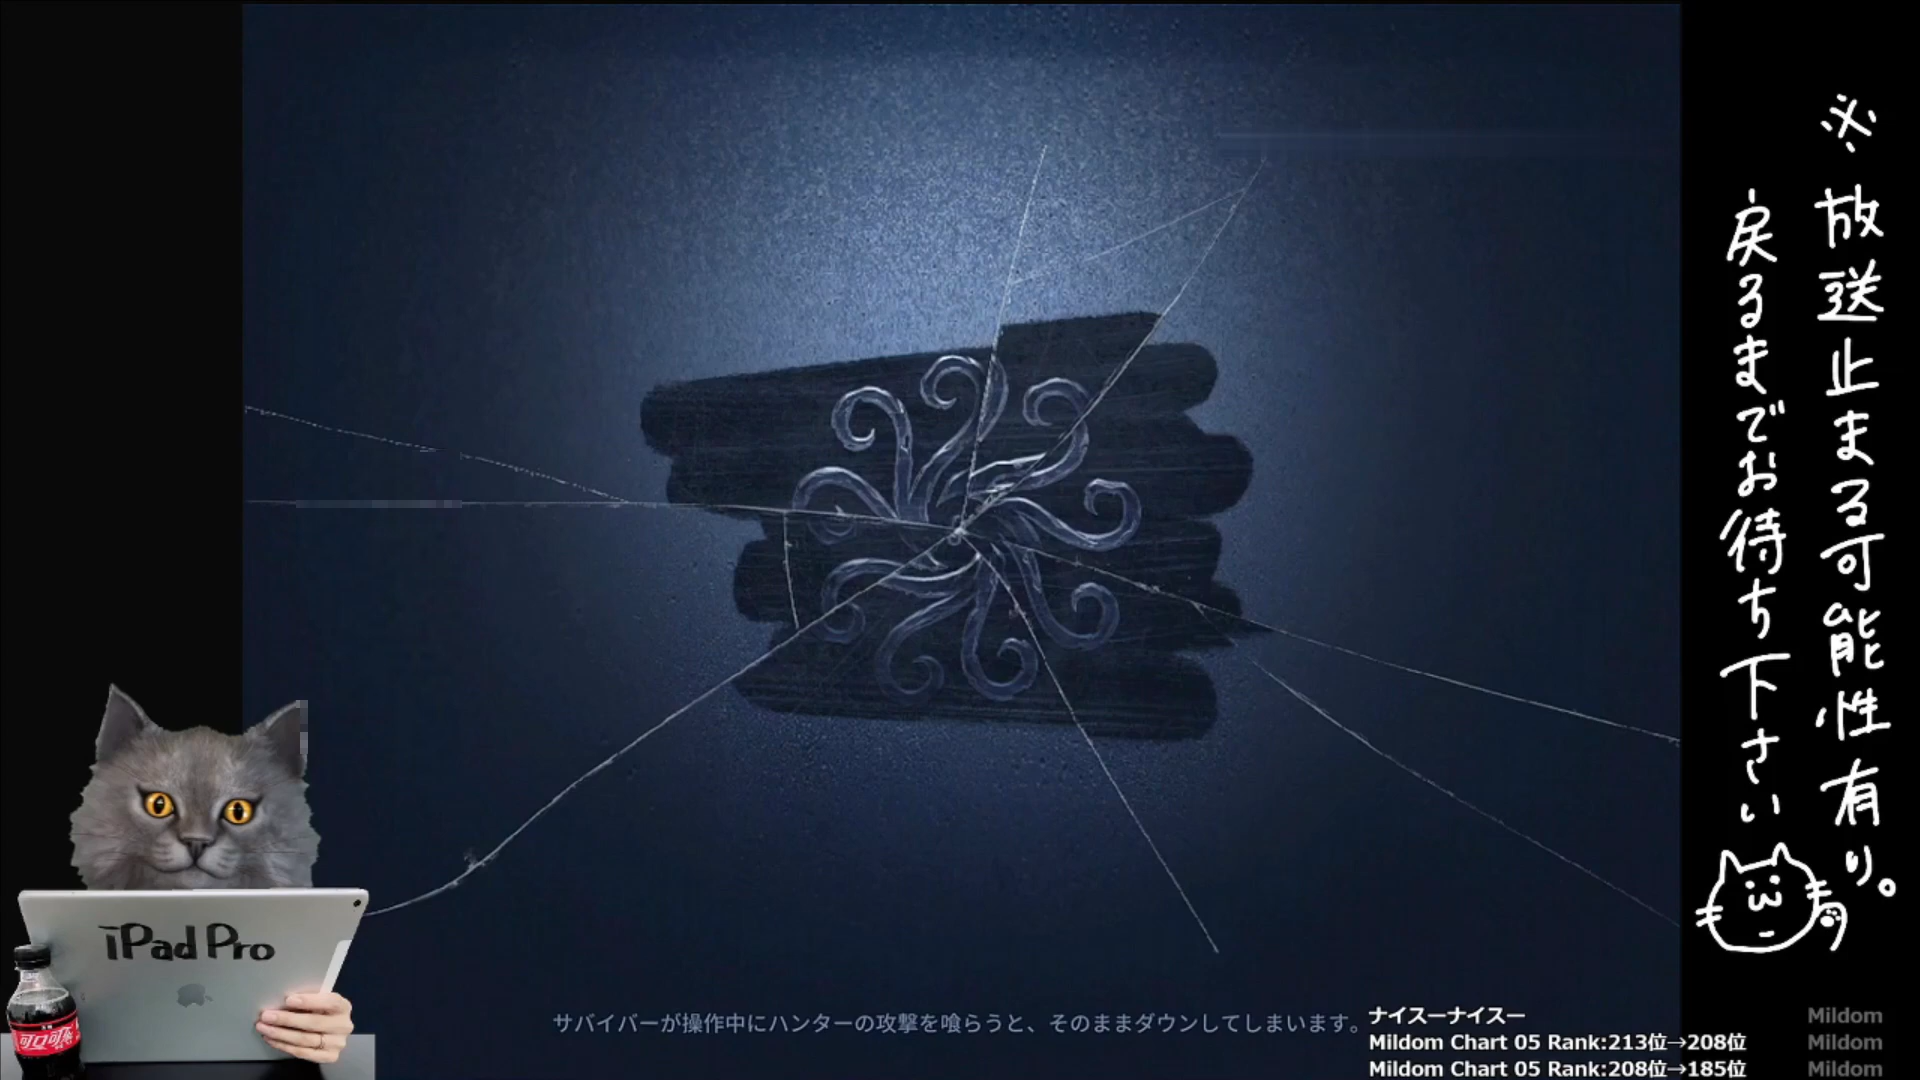 ※放送止まる可能性有り。
戻るまでお待ち下さい
iPad Pro
可口可乐
サバイバーが操作中にハンターの攻撃を喰らうと、そのままダウンしてしまいます。
ナイスーナイスー
Mildom
Mildom Chart 05 Rank:213位→208位
Mildom
Mildom Chart 05 Rank:208位→185位
Mildom